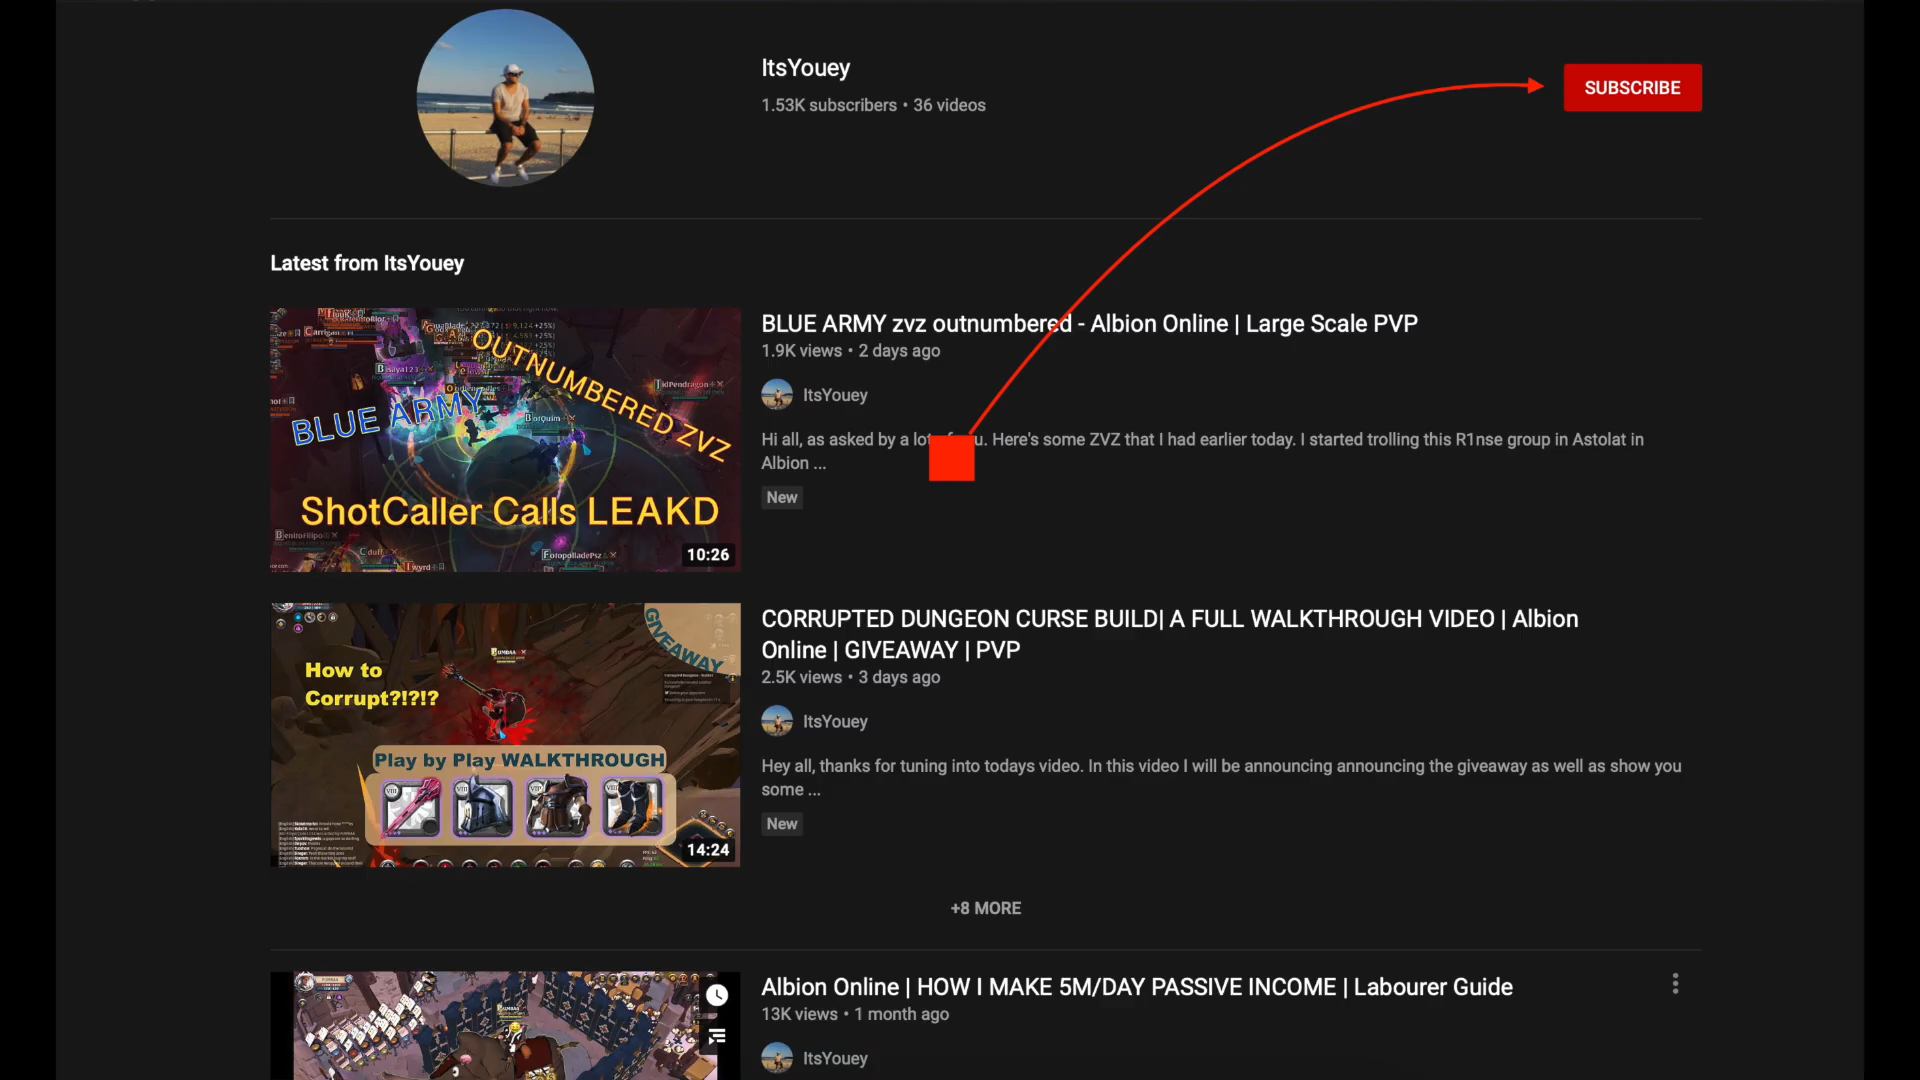 ItsYouey
1.53K subscribers • 36 videos
SUBSCRIBE
Latest from ItsYouey
OUTNUMBERED ZVZ
BLUE ARMY
ShotCaller Calls LEAKD
10:26
BLUE ARMY zvz outnumbered - Albion Online | Large Scale PVP
1.9K views • 2 days ago
ItsYouey
Hi all, as asked by a lot u. Here's some ZVZ that I had earlier today. I started trolling this R1nse group in Astolat in
Albion ...
New
GIVEAWAY
How to
Corrupt?!?!?
Play by Play WALKTHROUGH
14:24
CORRUPTED DUNGEON CURSE BUILD| A FULL WALKTHROUGH VIDEO | Albion
Online | GIVEAWAY | PVP
2.5K views • 3 days ago
ItsYouey
Hey all, thanks for tuning into todays video. In this video I will be announcing announcing the giveaway as well as show you
some ...
New
+8 MORE
Albion Online | HOW I MAKE 5M/DAY PASSIVE INCOME | Labourer Guide
13K views • 1 month ago
ItsYouey